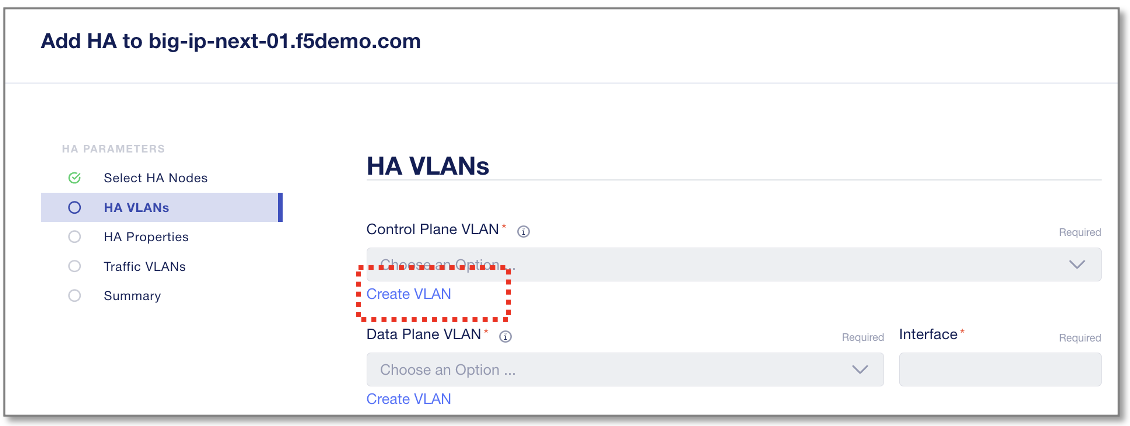 Add HA to big-ip-next-01.f5demo.com
HA PARAMETERS
Select HA Nodes
HA VLANs
HA Properties
Traffic VLANs
Summary
HA VLANs
Control Plane VLAN* Required
Choose an Option ...
Create VLAN
Data Plane VLAN* Required Interface* Required
Choose an Option ...
Create VLAN